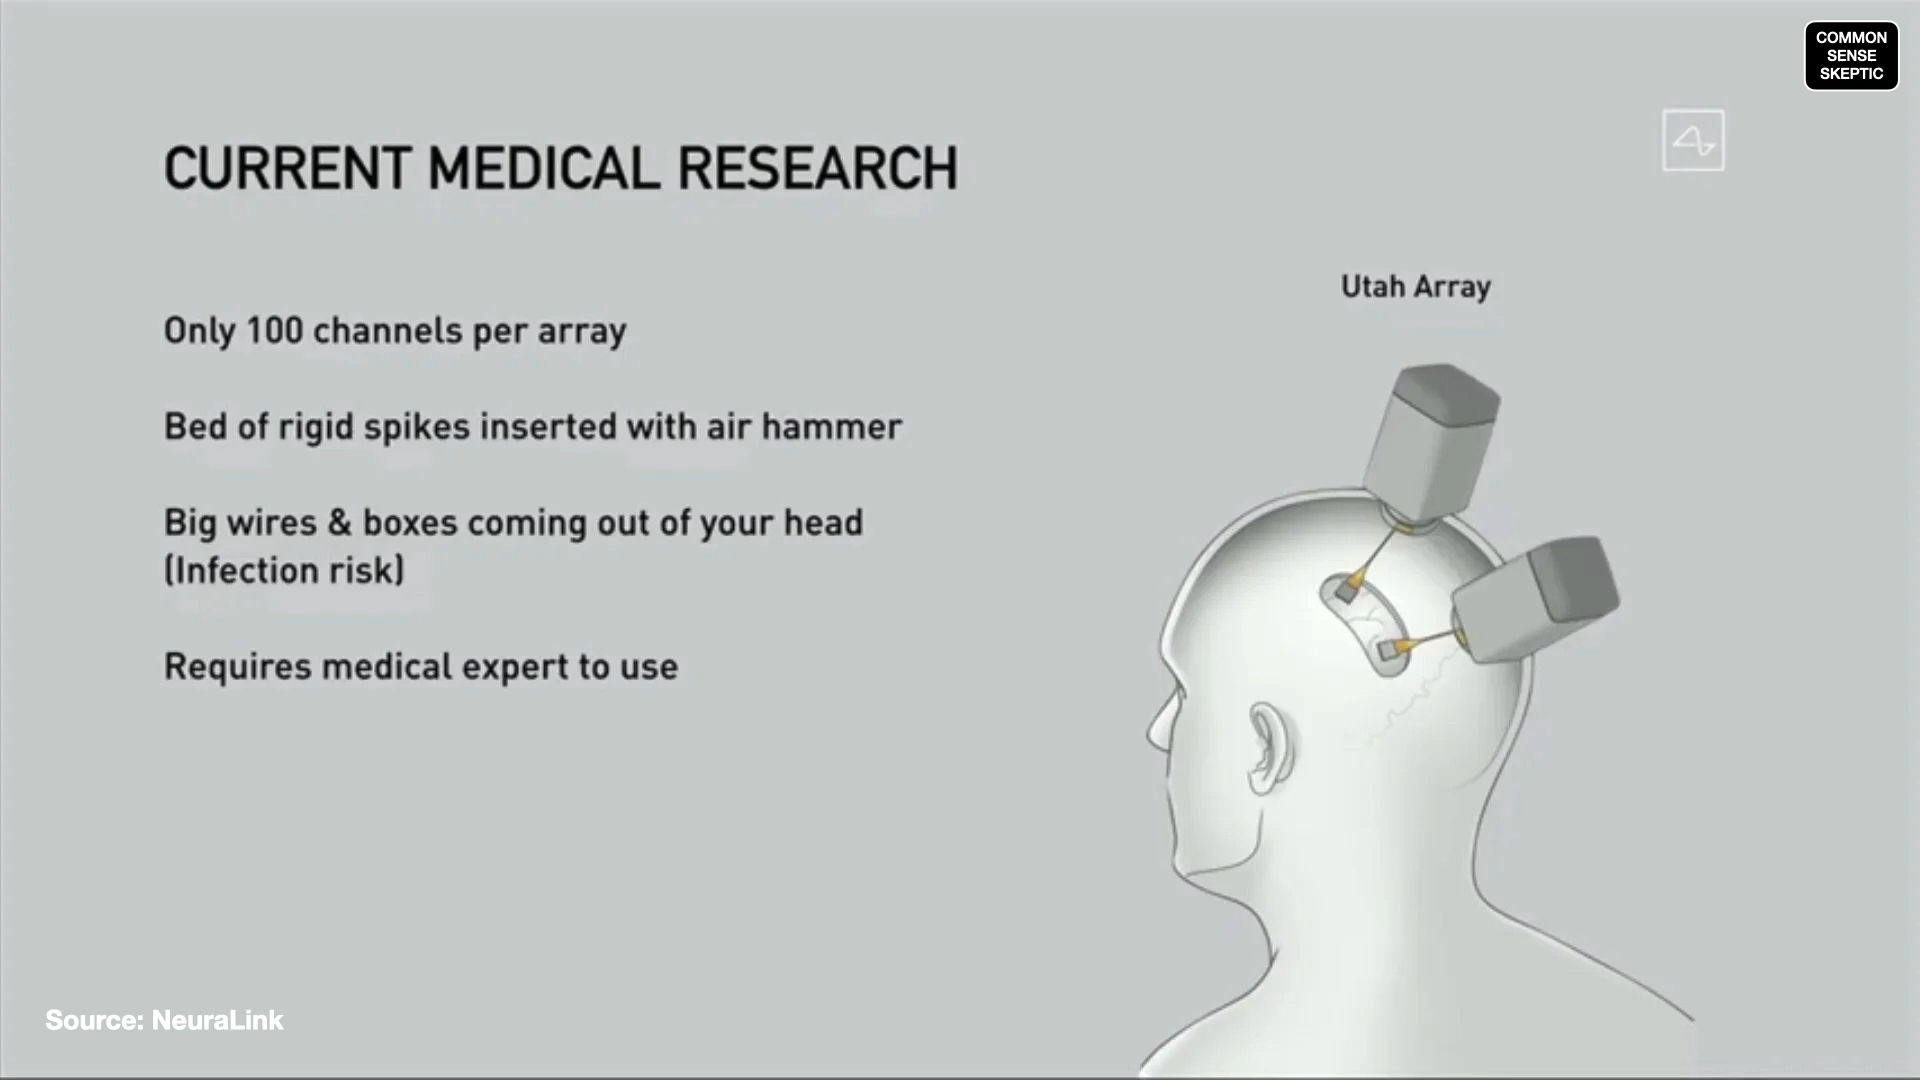 COMMON
SENSE
SKEPTIC
CURRENT MEDICAL RESEARCH
Utah Array
Only 100 channels per array
Bed of rigid spikes inserted with air hammer
Big wires & boxes coming out of your head
(Infection risk)
Requires medical expert to use
Source: NeuraLink